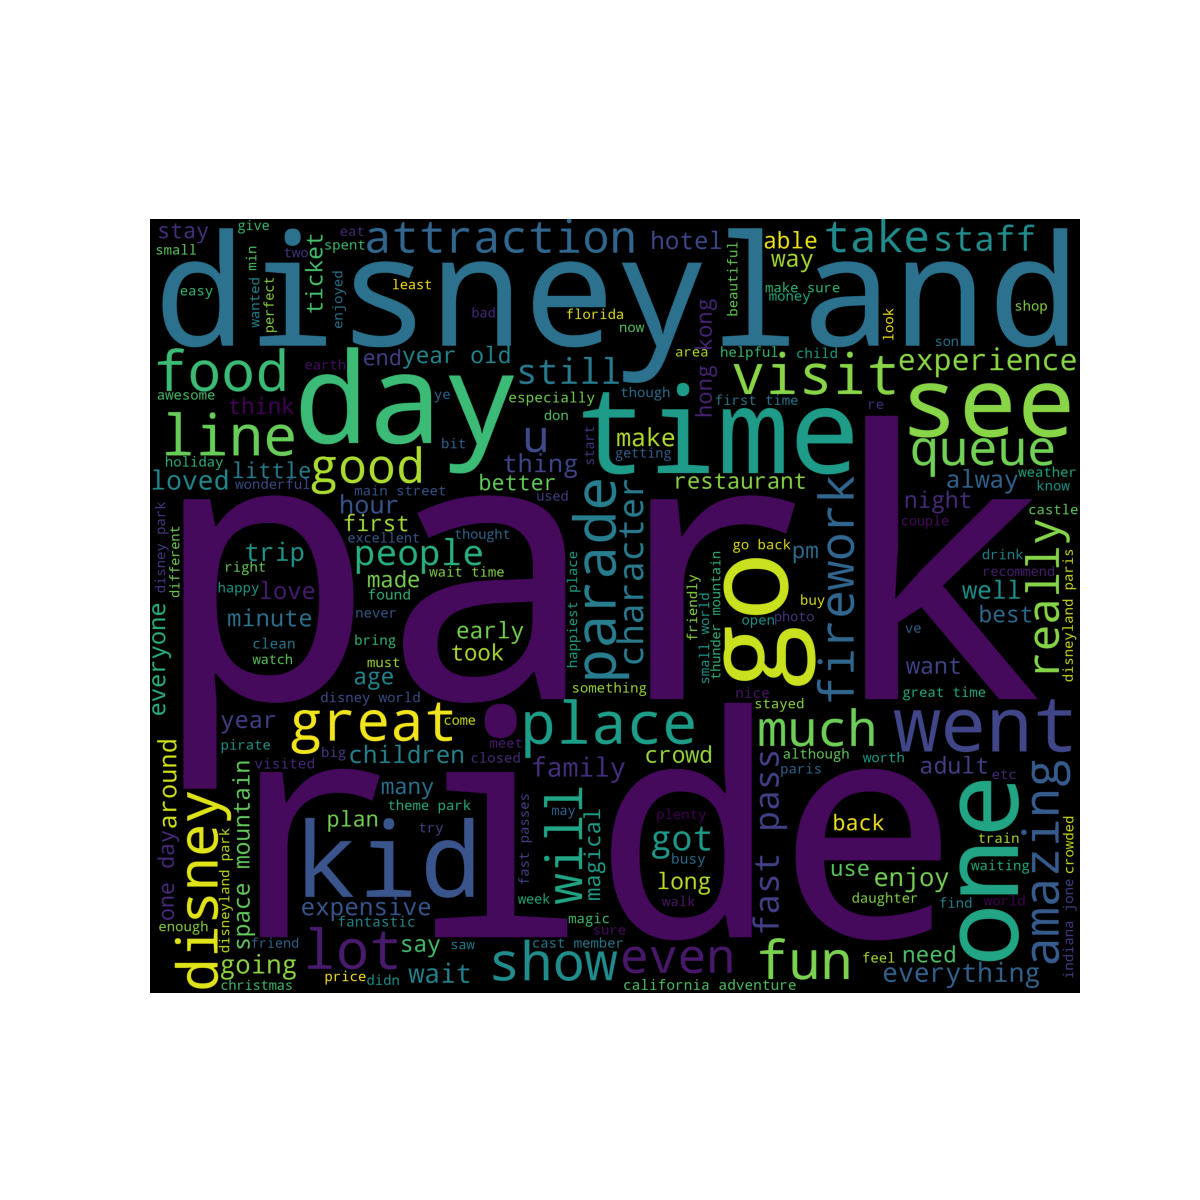 stay
give
small
two
min
wanted
perfect
easy
ticket
eat
spent
enjoyed
attraction
hotel
able
way
take
staff
disneyland
least
bad
florida
now
beautiful
make sure
money
look
shop
son
food
awesome
earth
end
year old
day
think
line
holiday
loved
little
wonderful
good
ye
bit
still
especially
don
though
u
thing
better
used
start
time
make
getting
area
helpful
child
hong kong
first time
visit
re
experience
see
queue
weather
know
restaurant
alway
night
couple
castle
park
disney park
different
main street
hour
first
excellent
thought
trip
right
people
wait time
happy
love
made
found
minute
never
clean
watch
bring
must
age
early
took
happiest place
parade
character
something
friendly
small world
thunder mountain
go back
go
open
photo
buy
pm
firework
ve
drink
recommend
well
best
want
really
disneyland paris
great time
everyone
disney world
year
pirate
visited
great
come
big
meet
closed
children
place
nice
stayed
much
although
worth
paris
crowd
family
went
adult
etc
around
one day
disney
space mountain
disneyland park
ride
many
theme park
plan
try
kid
expensive
fantastic
fast passes
week
will
may
magical
magic
sure
got
busy
plenty
long
walk
fast pass
back
use
enjoy
daughter
find
one
train
waiting
world
amazing
crowded
indiana jone
enough
friend
going
christmas
lot
price
didn
say
saw
wait
show
cast member
even
california adventure
fun
feel
need
everything